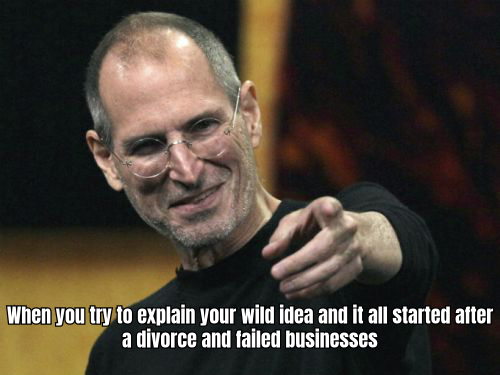 When you try to explain your wild idea and it all started after
a divorce and failed businesses